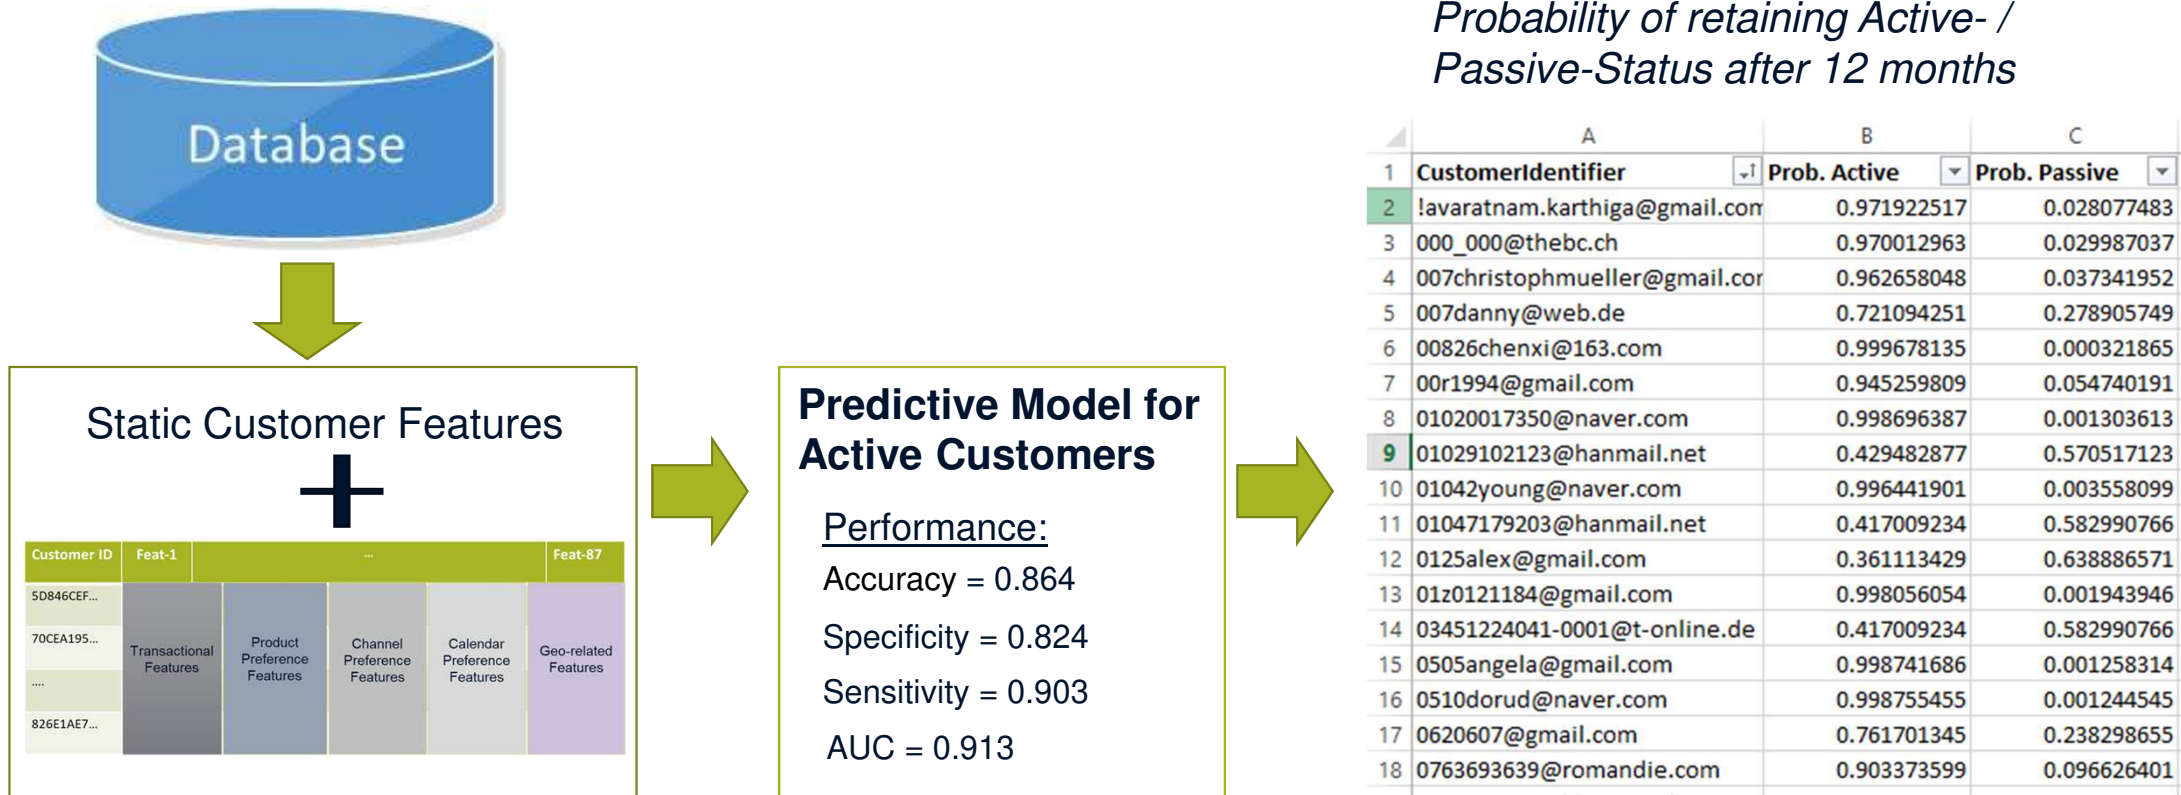 Database
Static Customer Features
Customer ID Feat-1 ... Feat-87
5D846CEF...
70CEA195...
....
826E1AE7...
Transactional
Features
Product
Preference
Features
Channel
Preference
Features
Calendar
Preference
Features
Geo-related
Features
Predictive Model for
Active Customers
Performance:
Accuracy = 0.864
Specificity = 0.824
Sensitivity = 0.903
AUC = 0.913
Probability of retaining Active- /
Passive-Status after 12 months
A B C
1 CustomerIdentifier Prob. Active Prob. Passive
2 !avaratnam.karthiga@gmail.com 0.971922517 0.028077483
3 000_000@thebc.ch 0.970012963 0.029987037
4 007christophmueller@gmail.cor 0.962658048 0.037341952
5 007danny@web.de 0.721094251 0.278905749
6 00826chenxi@163.com 0.999678135 0.000321865
7 00r1994@gmail.com 0.945259809 0.054740191
8 01020017350@naver.com 0.998696387 0.001303613
9 01029102123@hanmail.net 0.429482877 0.570517123
10 01042young@naver.com 0.996441901 0.003558099
11 01047179203@hanmail.net 0.417009234 0.582990766
12 0125alex@gmail.com 0.361113429 0.638886571
13 01z0121184@gmail.com 0.998056054 0.001943946
14 03451224041-0001@t-online.de 0.417009234 0.582990766
15 0505angela@gmail.com 0.998741686 0.001258314
16 0510dorud@naver.com 0.998755455 0.001244545
17 0620607@gmail.com 0.761701345 0.238298655
18 0763693639@romandie.com 0.903373599 0.096626401